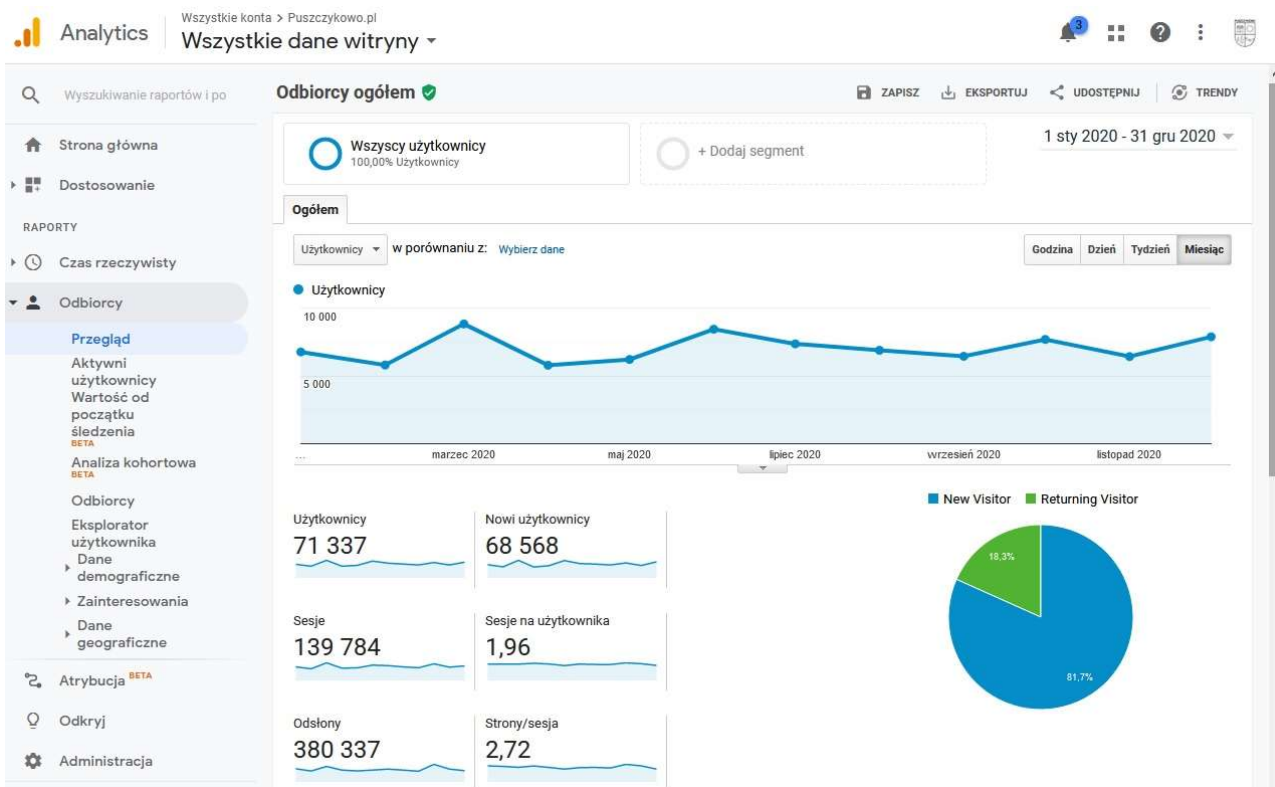 Analytics
Wszystkie konta > Puszczykowo.pl
Wszystkie dane witryny
3
Wyszukiwanie raportów i po
Strona główna
Dostosowanie
RAPORTY
Czas rzeczywisty
Odbiorcy
Przegląd
Aktywni
użytkownicy
Wartość od
początku
śledzenia
BETA
Analiza kohortowa
BETA
Odbiorcy
Eksplorator
użytkownika
Dane
demograficzne
Zainteresowania
Dane
geograficzne
Atrybucja BETA
Odkryj
Administracja
Odbiorcy ogółem
ZAPISZ
EKSPORTUJ
UDOSTĘPNIJ
TRENDY
Wszyscy użytkownicy
100,00% Użytkownicy
+ Dodaj segment
1 sty 2020 - 31 gru 2020
Ogółem
Użytkownicy w porównaniu z: Wybierz dane
Godzina Dzień Tydzień Miesiąc
Użytkownicy
10 000
5 000
... marzec 2020 maj 2020 lipiec 2020 wrzesień 2020 listopad 2020
Użytkownicy
71 337
Nowi użytkownicy
68 568
Sesje
139 784
Sesje na użytkownika
1,96
Odsłony
380 337
Strony/sesja
2,72
New Visitor Returning Visitor
18,3%
81,7%